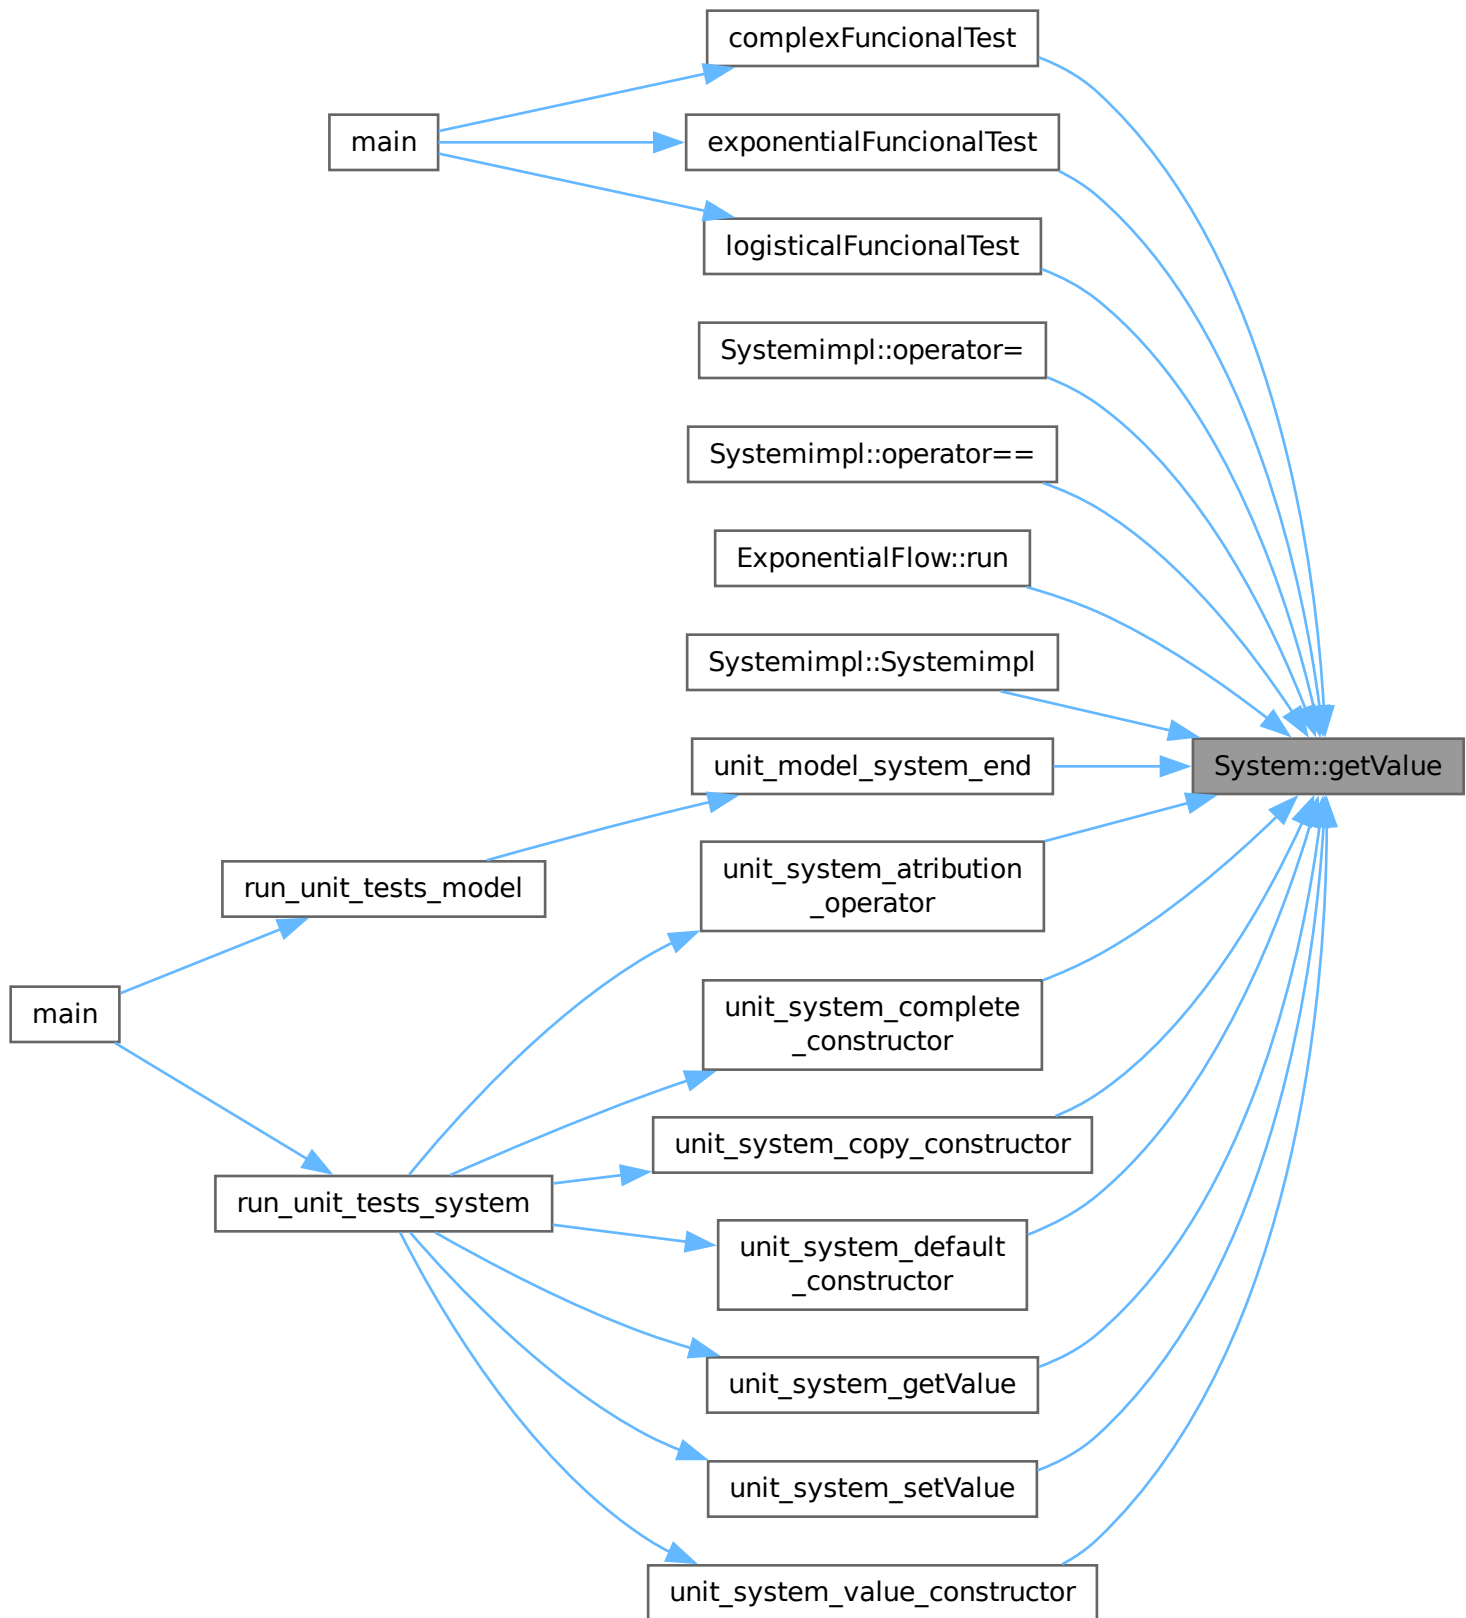 complexFuncionalTest
main
exponentialFuncionalTest
logisticalFuncionalTest
Systemimpl::operator=
Systemimpl::operator==
ExponentialFlow::run
Systemimpl::Systemimpl
System::getValue
unit_model_system_end
run_unit_tests_model
unit_system_atribution
_operator
main
unit_system_complete
_constructor
unit_system_copy_constructor
run_unit_tests_system
unit_system_default
_constructor
unit_system_getValue
unit_system_setValue
unit_system_value_constructor